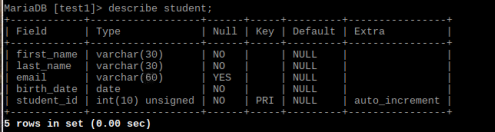 MariaDB [test1]> describe student;
+------------+------------------+------+-----+---------+----------------+
| Field | Type | Null | Key | Default | Extra |
+------------+------------------+------+-----+---------+----------------+
| first_name | varchar(30) | NO | | NULL | |
| last_name | varchar(30) | NO | | NULL | |
| email | varchar(60) | YES | | NULL | |
| birth_date | date | NO | | NULL | |
| student_id | int(10) unsigned | NO | PRI | NULL | auto_increment |
+------------+------------------+------+-----+---------+----------------+
5 rows in set (0.00 sec)